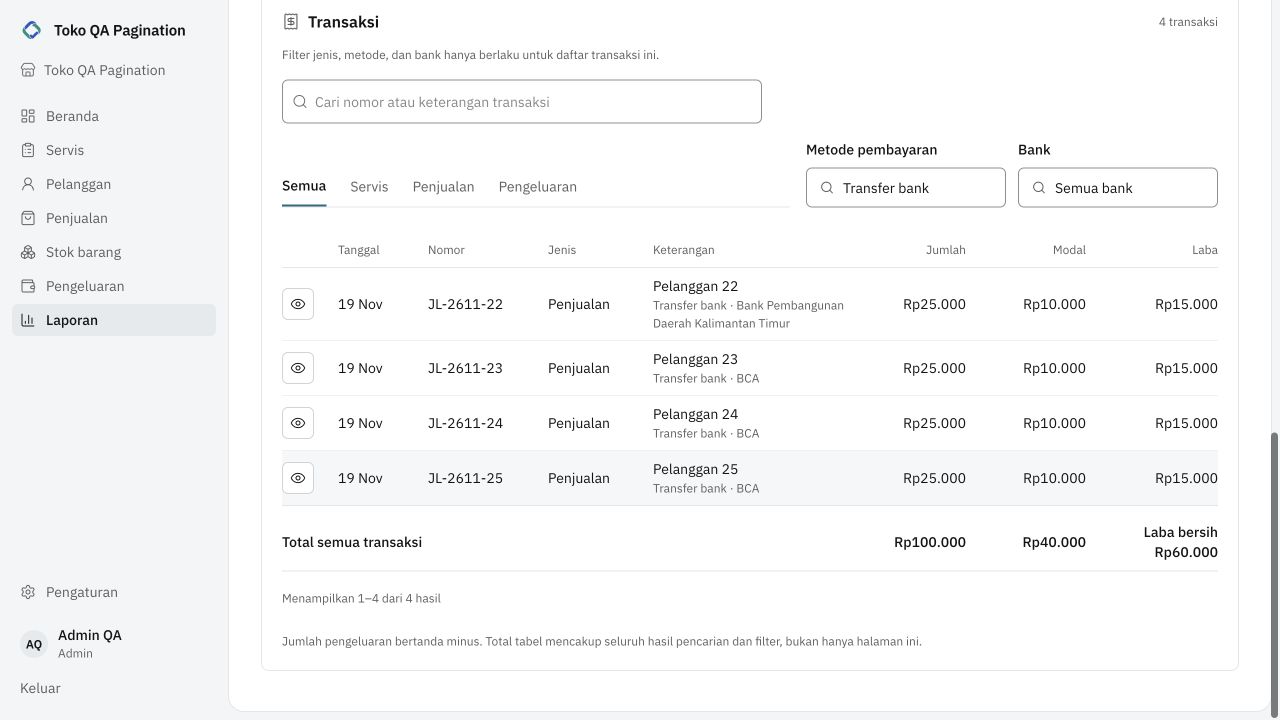 Toko QA Pagination
Toko QA Pagination
Beranda
Servis
Pelanggan
Penjualan
Stok barang
Pengeluaran
Laporan
Pengaturan
AQ
Admin QA
Admin
Keluar
Transaksi
4 transaksi
Filter jenis, metode, dan bank hanya berlaku untuk daftar transaksi ini.
Cari nomor atau keterangan transaksi
Metode pembayaran
Bank
Semua Servis Penjualan Pengeluaran
Transfer bank
Semua bank
Tanggal Nomor Jenis Keterangan Jumlah Modal Laba
19 Nov JL-2611-22 Penjualan Pelanggan 22 Rp25.000 Rp10.000 Rp15.000
Transfer bank · Bank Pembangunan
Daerah Kalimantan Timur
19 Nov JL-2611-23 Penjualan Pelanggan 23 Rp25.000 Rp10.000 Rp15.000
Transfer bank · BCA
19 Nov JL-2611-24 Penjualan Pelanggan 24 Rp25.000 Rp10.000 Rp15.000
Transfer bank · BCA
19 Nov JL-2611-25 Penjualan Pelanggan 25 Rp25.000 Rp10.000 Rp15.000
Transfer bank · BCA
Total semua transaksi Rp100.000 Rp40.000 Laba bersih
Rp60.000
Menampilkan 1–4 dari 4 hasil
Jumlah pengeluaran bertanda minus. Total tabel mencakup seluruh hasil pencarian dan filter, bukan hanya halaman ini.